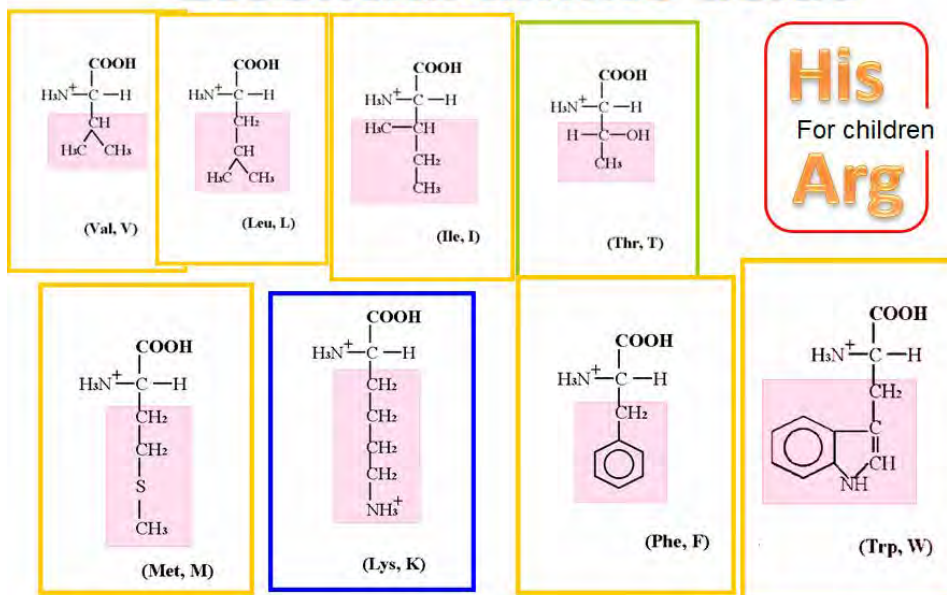 COOH
H₃N⁺—C—H
CH
H₃C CH₃
(Val, V)
COOH
H₃N⁺—C—H
CH₂
CH
H₃C CH₃
(Leu, L)
COOH
H₃N⁺—C—H
H₃C—CH
CH₂
CH₃
(Ile, I)
COOH
H₃N⁺—C—H
H—C—OH
CH₃
(Thr, T)
His
For children
Arg
COOH
H₃N⁺—C—H
CH₂
CH₂
S
CH₃
(Met, M)
COOH
H₃N⁺—C—H
CH₂
CH₂
CH₂
CH₂
NH₃⁺
(Lys, K)
COOH
H₃N⁺—C—H
CH₂
(Phe, F)
COOH
H₃N⁺—C—H
CH₂
CH
NH
(Trp, W)